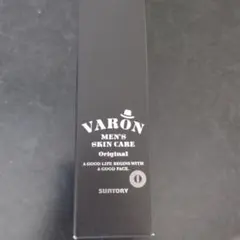 VARON
MEN'S
SKIN CARE
Original
A GOOD LIFE BEGINS WITH
A GOOD FACE.
O
SUNTORY